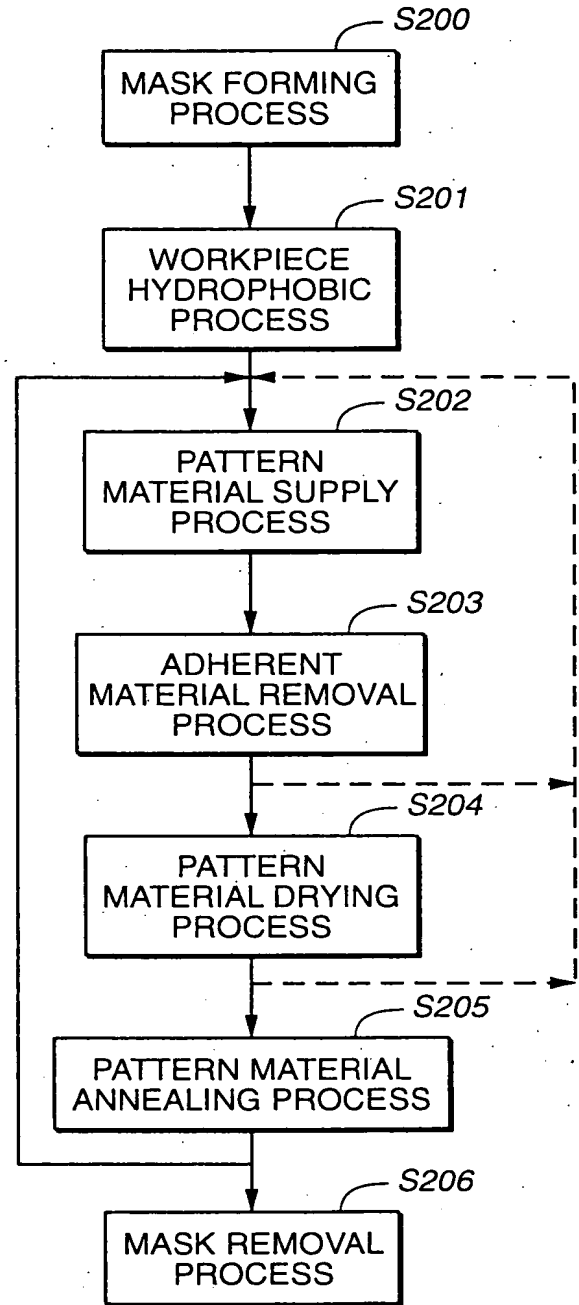 S200
MASK FORMING
PROCESS
S201
WORKPIECE
HYDROPHOBIC
PROCESS
S202
PATTERN
MATERIAL SUPPLY
PROCESS
S203
ADHERENT
MATERIAL REMOVAL
PROCESS
S204
PATTERN
MATERIAL DRYING
PROCESS
S205
PATTERN MATERIAL
ANNEALING PROCESS
S206
MASK REMOVAL
PROCESS